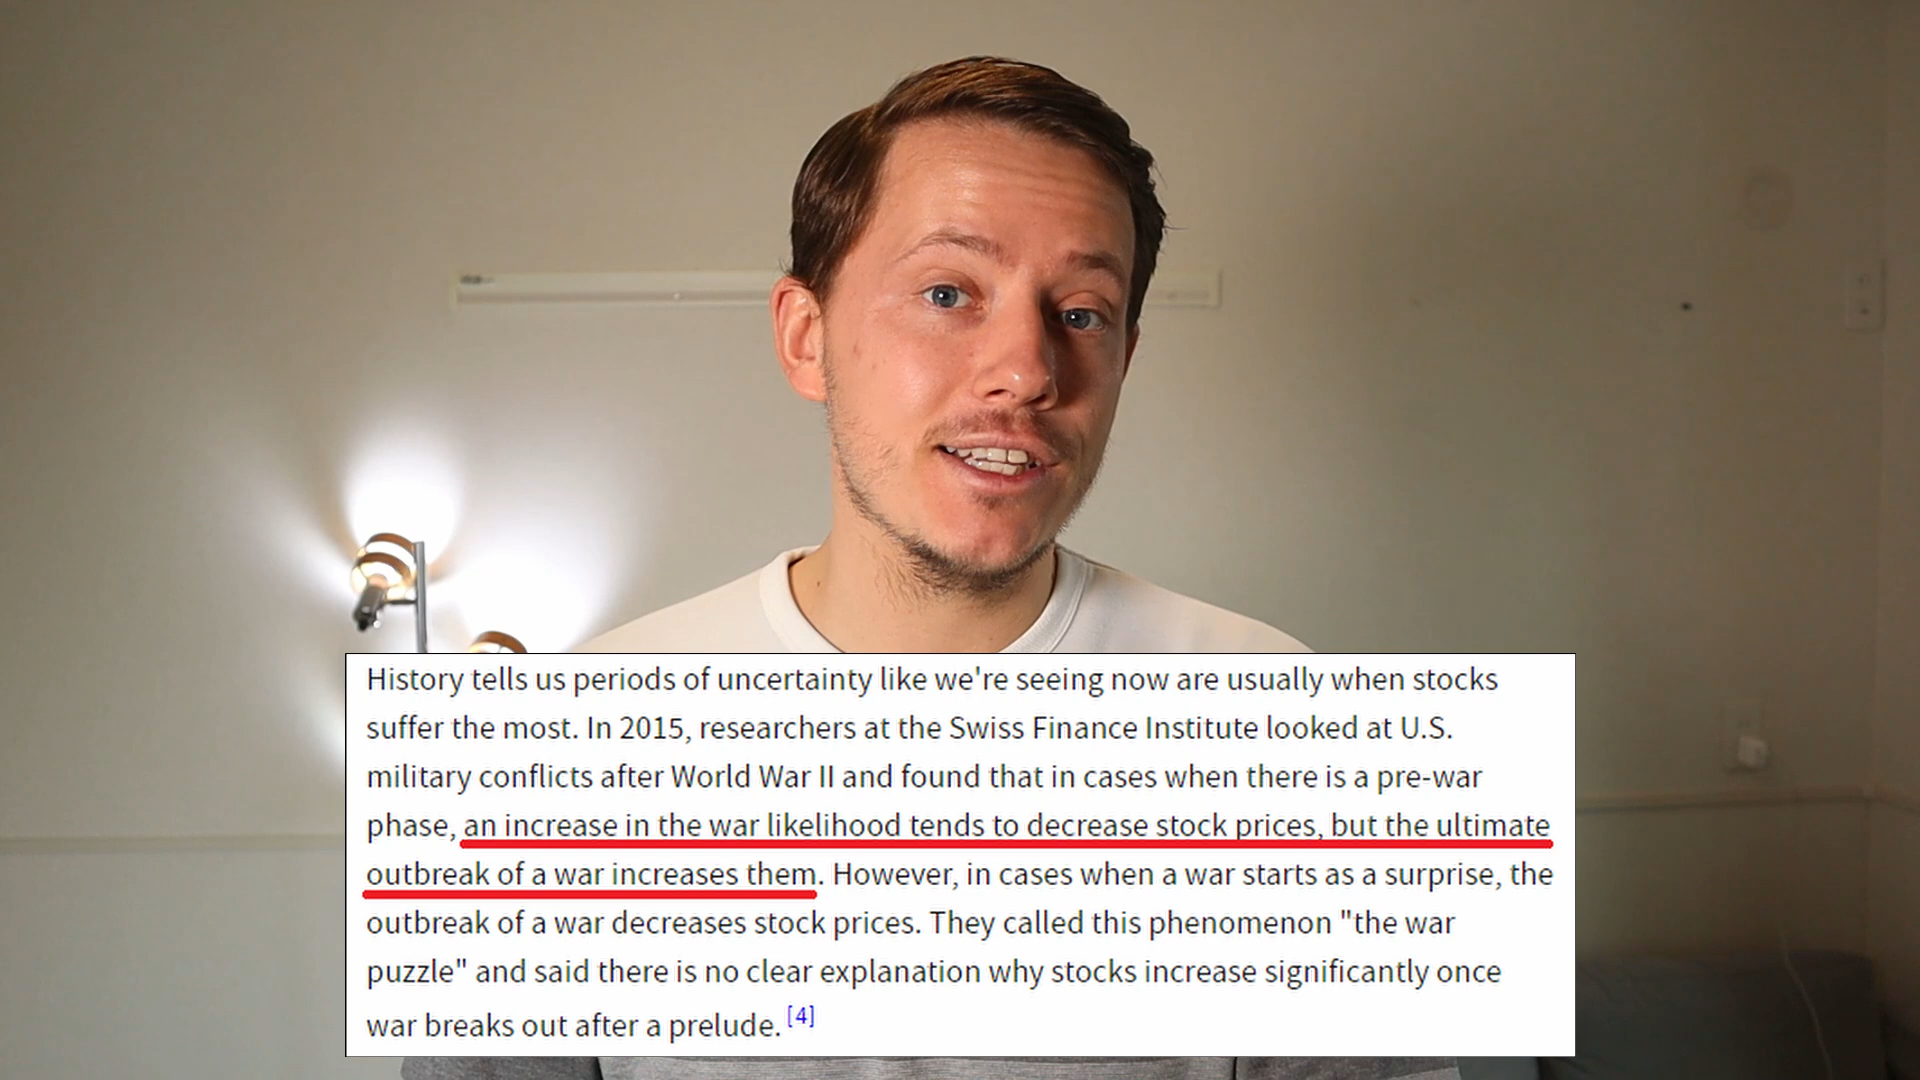 History tells us periods of uncertainty like we're seeing now are usually when stocks
suffer the most. In 2015, researchers at the Swiss Finance Institute looked at U.S.
military conflicts after World War II and found that in cases when there is a pre-war
phase, an increase in the war likelihood tends to decrease stock prices, but the ultimate
outbreak of a war increases them. However, in cases when a war starts as a surprise, the
outbreak of a war decreases stock prices. They called this phenomenon "the war
puzzle" and said there is no clear explanation why stocks increase significantly once
war breaks out after a prelude. [4]